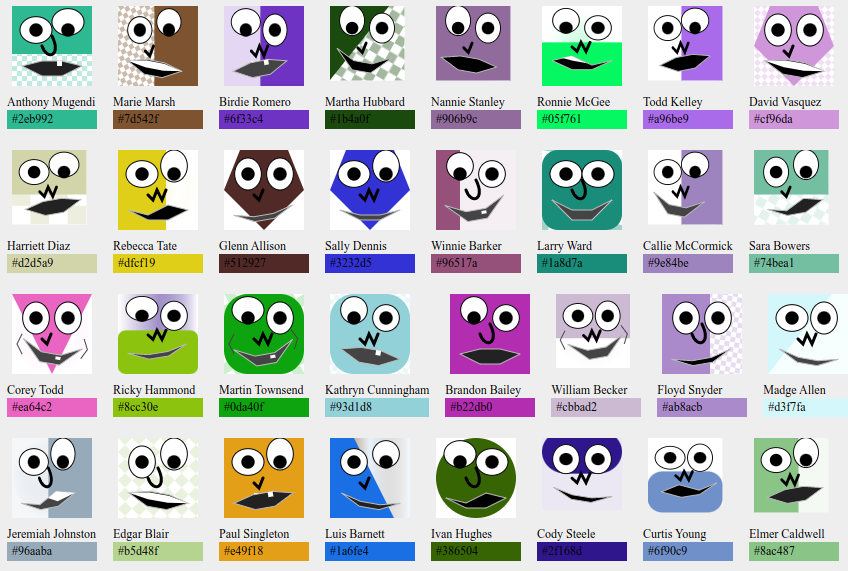 Anthony Mugendi Marie Marsh Birdie Romero Martha Hubbard Nannie Stanley Ronnie McGee Todd Kelley David Vasquez
#2eb992 #7d542f #6f33c4 #1b4a0f #906b9c #05f761 #a96be9 #cf96da
Harriett Diaz Rebecca Tate Glenn Allison Sally Dennis Winnie Barker Larry Ward Callie McCormick Sara Bowers
#d2d5a9 #dfcf19 #512927 #3232d5 #96517a #1a8d7a #9e84be #74bea1
Corey Todd Ricky Hammond Martin Townsend Kathryn Cunningham Brandon Bailey William Becker Floyd Snyder Madge Allen
#ea64c2 #8cc30e #0da40f #93d1d8 #b22db0 #cbbad2 #ab8acb #d3f7fa
Jeremiah Johnston Edgar Blair Paul Singleton Luis Barnett Ivan Hughes Cody Steele Curtis Young Elmer Caldwell
#96aaba #b5d48f #e49f18 #1a6fe4 #386504 #2f168d #6f90c9 #8ac487